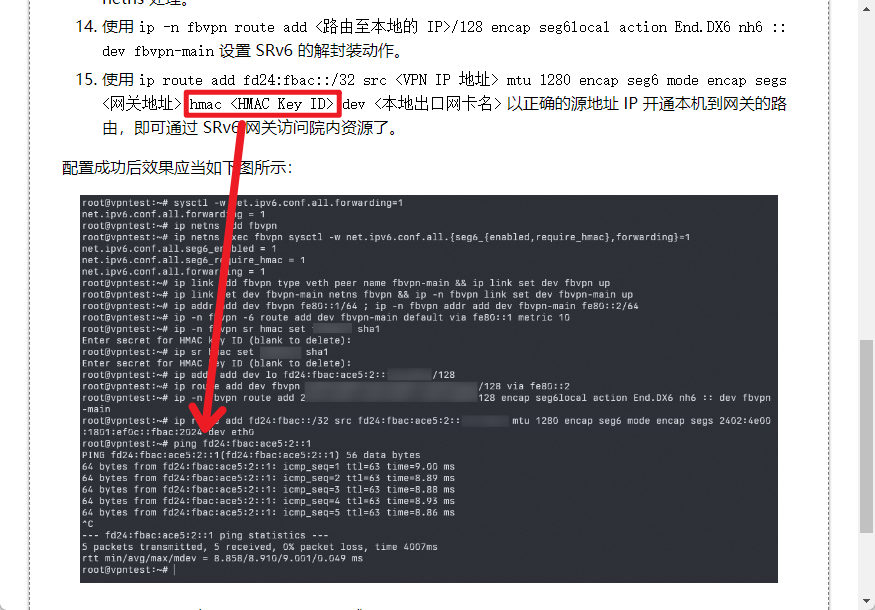 netns 处理。
14. 使用 ip -n fbvpn route add <路由至本地的 IP>/128 encap seg6local action End.DX6 nh6 ::
dev fbvpn-main 设置 SRv6 的解封装动作。
15. 使用 ip route add fd24:fbac::/32 src <VPN IP 地址> mtu 1280 encap seg6 mode encap segs
<网关地址> hmac <HMAC Key ID> dev <本地出口网卡名> 以正确的源地址 IP 开通本机到网关的路
由，即可通过 SRv6 网关访问院内资源了。
配置成功后效果应当如下图所示：
root@vpntest:~# sysctl -w net.ipv6.conf.all.forwarding=1
net.ipv6.conf.all.forwarding = 1
root@vpntest:~# ip netns add fbvpn
root@vpntest:~# ip netns exec fbvpn sysctl -w net.ipv6.conf.all.{seg6_{enabled,require_hmac},forwarding}=1
net.ipv6.conf.all.seg6_enabled = 1
net.ipv6.conf.all.seg6_require_hmac = 1
net.ipv6.conf.all.forwarding = 1
root@vpntest:~# ip link add fbvpn type veth peer name fbvpn-main && ip link set dev fbvpn up
root@vpntest:~# ip link set dev fbvpn-main netns fbvpn && ip -n fbvpn link set dev fbvpn-main up
root@vpntest:~# ip addr add dev fbvpn fe80::1/64 ; ip -n fbvpn addr add dev fbvpn-main fe80::2/64
root@vpntest:~# ip -n fbvpn -6 route add dev fbvpn-main default via fe80::1 metric 10
root@vpntest:~# ip -n fbvpn sr hmac set sha1
Enter secret for HMAC key ID (blank to delete):
root@vpntest:~# ip sr hmac set sha1
Enter secret for HMAC key ID (blank to delete):
root@vpntest:~# ip addr add dev lo fd24:fbac:ace5:2:: /128
root@vpntest:~# ip route add dev fbvpn /128 via fe80::2
root@vpntest:~# ip -n fbvpn route add 2 128 encap seg6local action End.DX6 nh6 :: dev fbvpn
-main
root@vpntest:~# ip route add fd24:fbac::/32 src fd24:fbac:ace5:2:: mtu 1280 encap seg6 mode encap segs 2402:4e00
:1801:ef0c::fbac:2024 dev eth0
root@vpntest:~# ping fd24:fbac:ace5:2::1
PING fd24:fbac:ace5:2::1(fd24:fbac:ace5:2::1) 56 data bytes
64 bytes from fd24:fbac:ace5:2::1: icmp_seq=1 ttl=63 time=9.00 ms
64 bytes from fd24:fbac:ace5:2::1: icmp_seq=2 ttl=63 time=8.89 ms
64 bytes from fd24:fbac:ace5:2::1: icmp_seq=3 ttl=63 time=8.88 ms
64 bytes from fd24:fbac:ace5:2::1: icmp_seq=4 ttl=63 time=8.93 ms
64 bytes from fd24:fbac:ace5:2::1: icmp_seq=5 ttl=63 time=8.86 ms
^C
--- fd24:fbac:ace5:2::1 ping statistics ---
5 packets transmitted, 5 received, 0% packet loss, time 4007ms
rtt min/avg/max/mdev = 8.858/8.910/9.001/0.049 ms
root@vpntest:~#